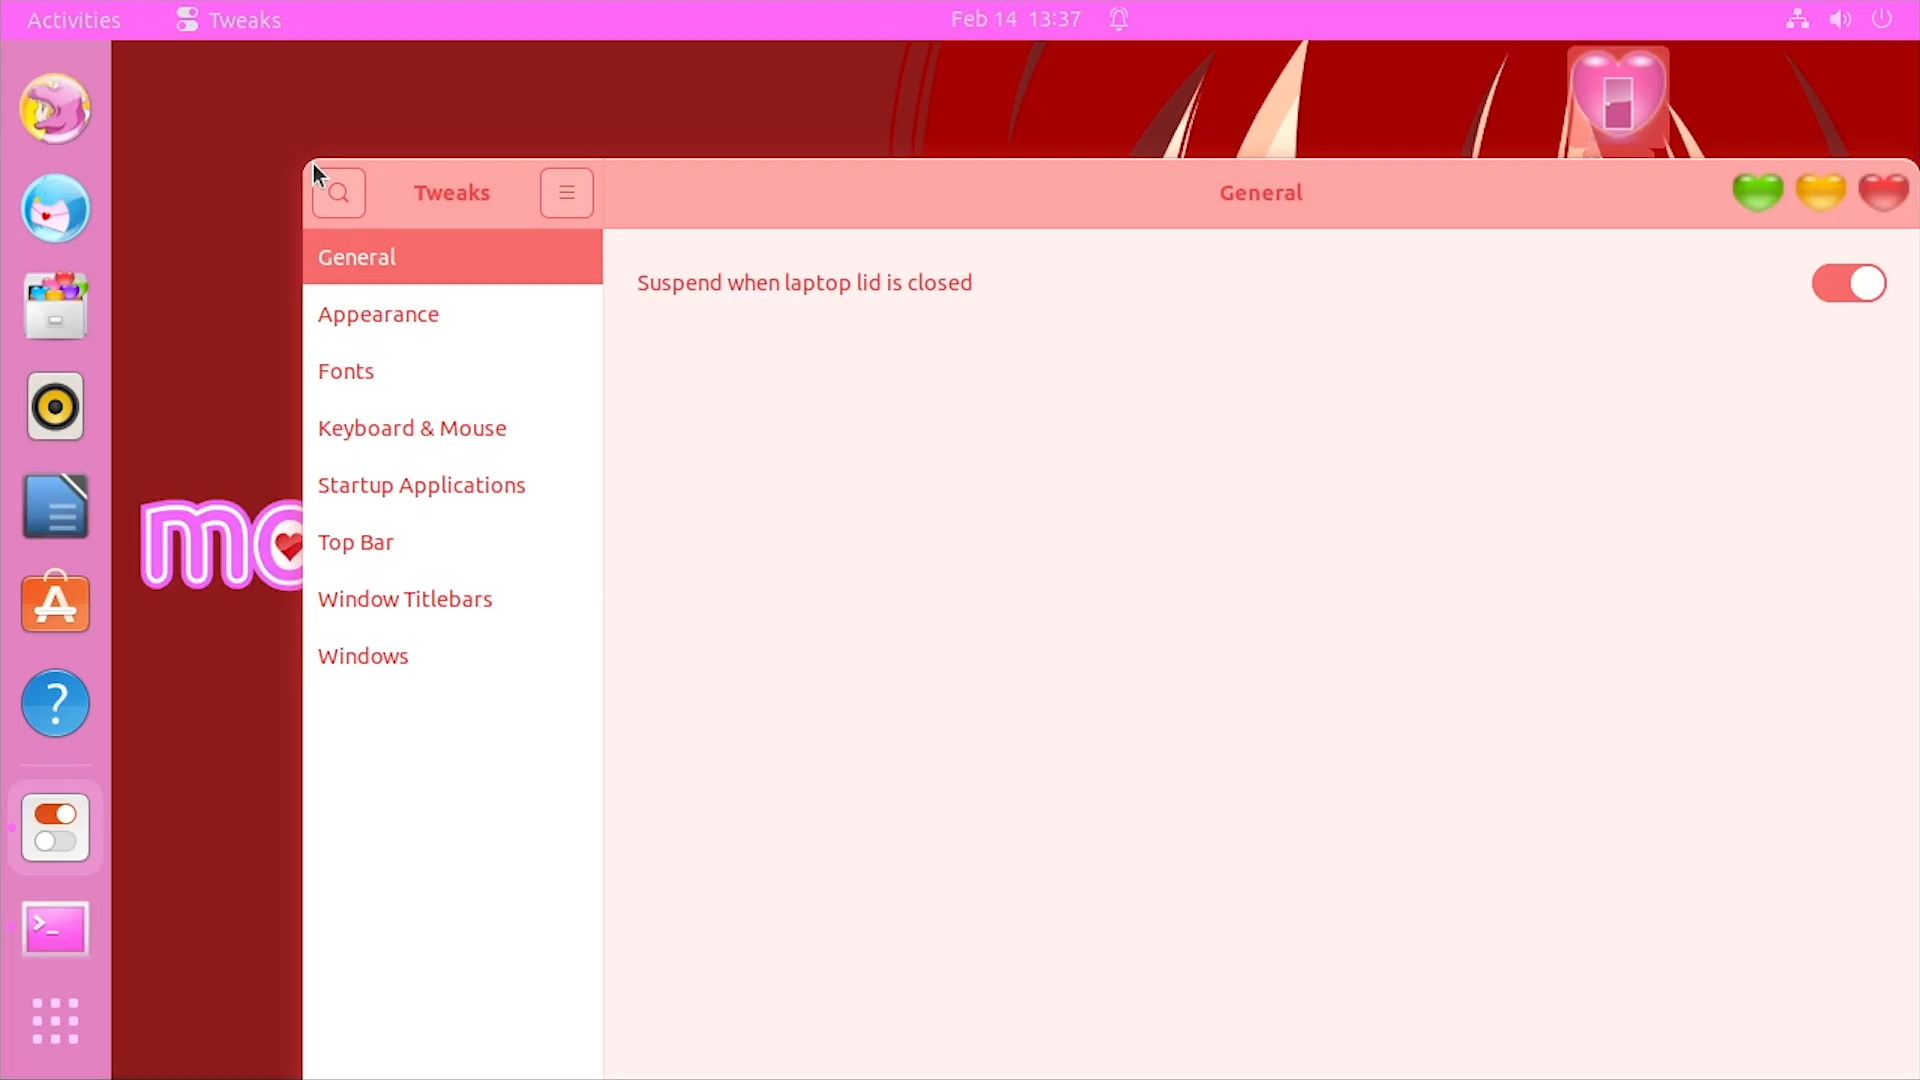 Activities
Tweaks
Feb 14 13:37
Tweaks
General
General
Suspend when laptop lid is closed
Appearance
Fonts
Keyboard & Mouse
Startup Applications
Top Bar
Window Titlebars
Windows